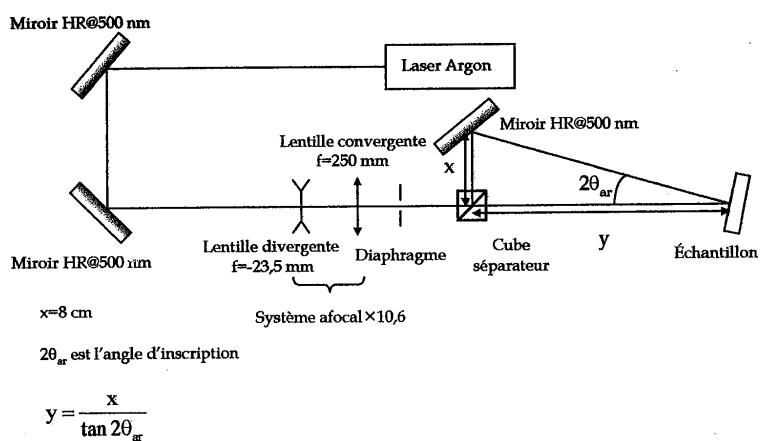 Miroir HR@500 nm
Laser Argon
Lentille convergente
f=250 mm
Miroir HR@500 nm
x
2θar
y
Miroir HR@500 nm
Lentille divergente
f=-23,5 mm
Diaphragme
Cube
séparateur
Échantillon
Système afocal×10,6
x=8 cm
2θar est l'angle d'inscription
y = x / tan 2θar